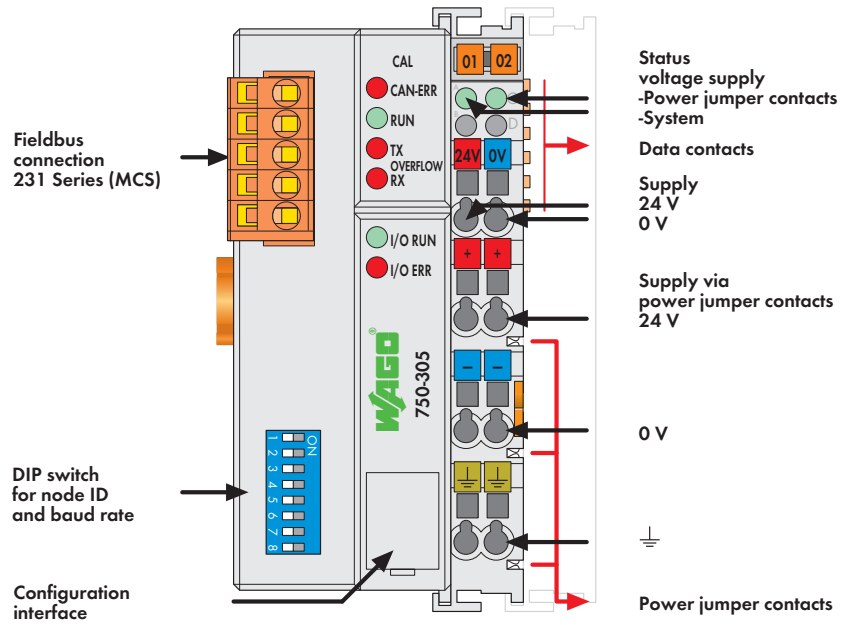 Fieldbus
connection
231 Series (MCS)
DIP switch
for node ID
and baud rate
Configuration
interface
CAL
CAN-ERR
RUN
TX
OVERFLOW
RX
I/O RUN
I/O ERR
WAGO®
750-305
ON
1
2
3
4
5
6
7
8
01 02
A C
B D
24V 0V
+ +
– –
Status
voltage supply
-Power jumper contacts
-System
Data contacts
Supply
24 V
0 V
Supply via
power jumper contacts
24 V
0 V
Power jumper contacts